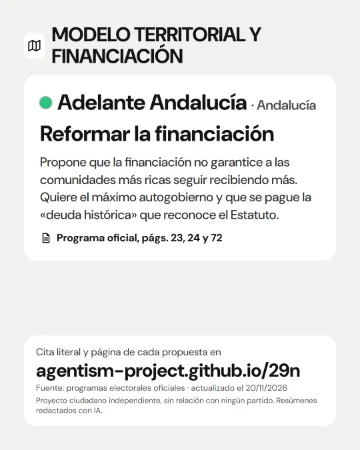 MODELO TERRITORIAL Y
FINANCIACIÓN
Adelante Andalucía · Andalucía
Reformar la financiación
Propone que la financiación no garantice a las
comunidades más ricas seguir recibiendo más.
Quiere el máximo autogobierno y que se pague la
«deuda histórica» que reconoce el Estatuto.
Programa oficial, págs. 23, 24 y 72
Cita literal y página de cada propuesta en
agentism-project.github.io/29n
Fuente: programas electorales oficiales · actualizado el 20/11/2026
Proyecto ciudadano independiente, sin relación con ningún partido. Resúmenes
redactados con IA.